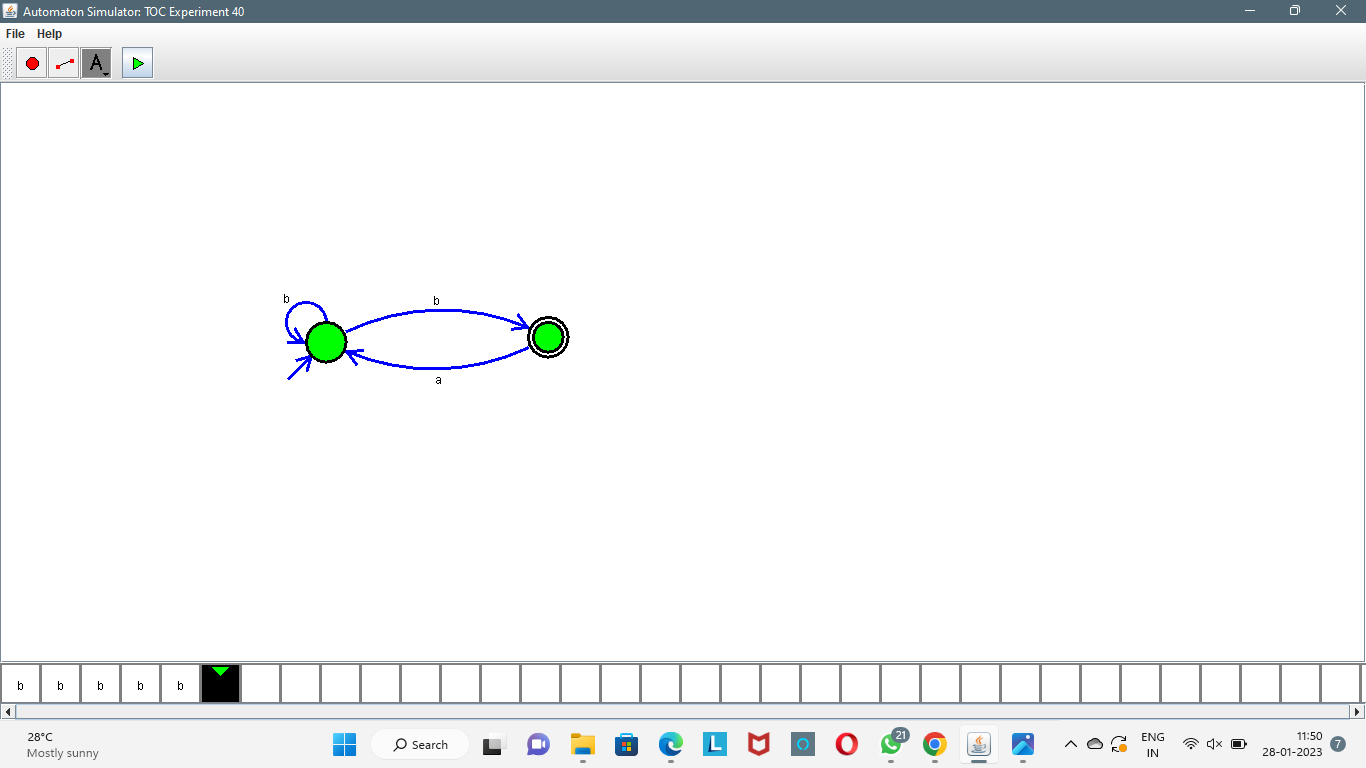 Automaton Simulator: TOC Experiment 40
File Help
A
b
b
a
b b b b b
28°C
Mostly sunny
Search
L
21
ENG
IN
11:50
28-01-2023
7